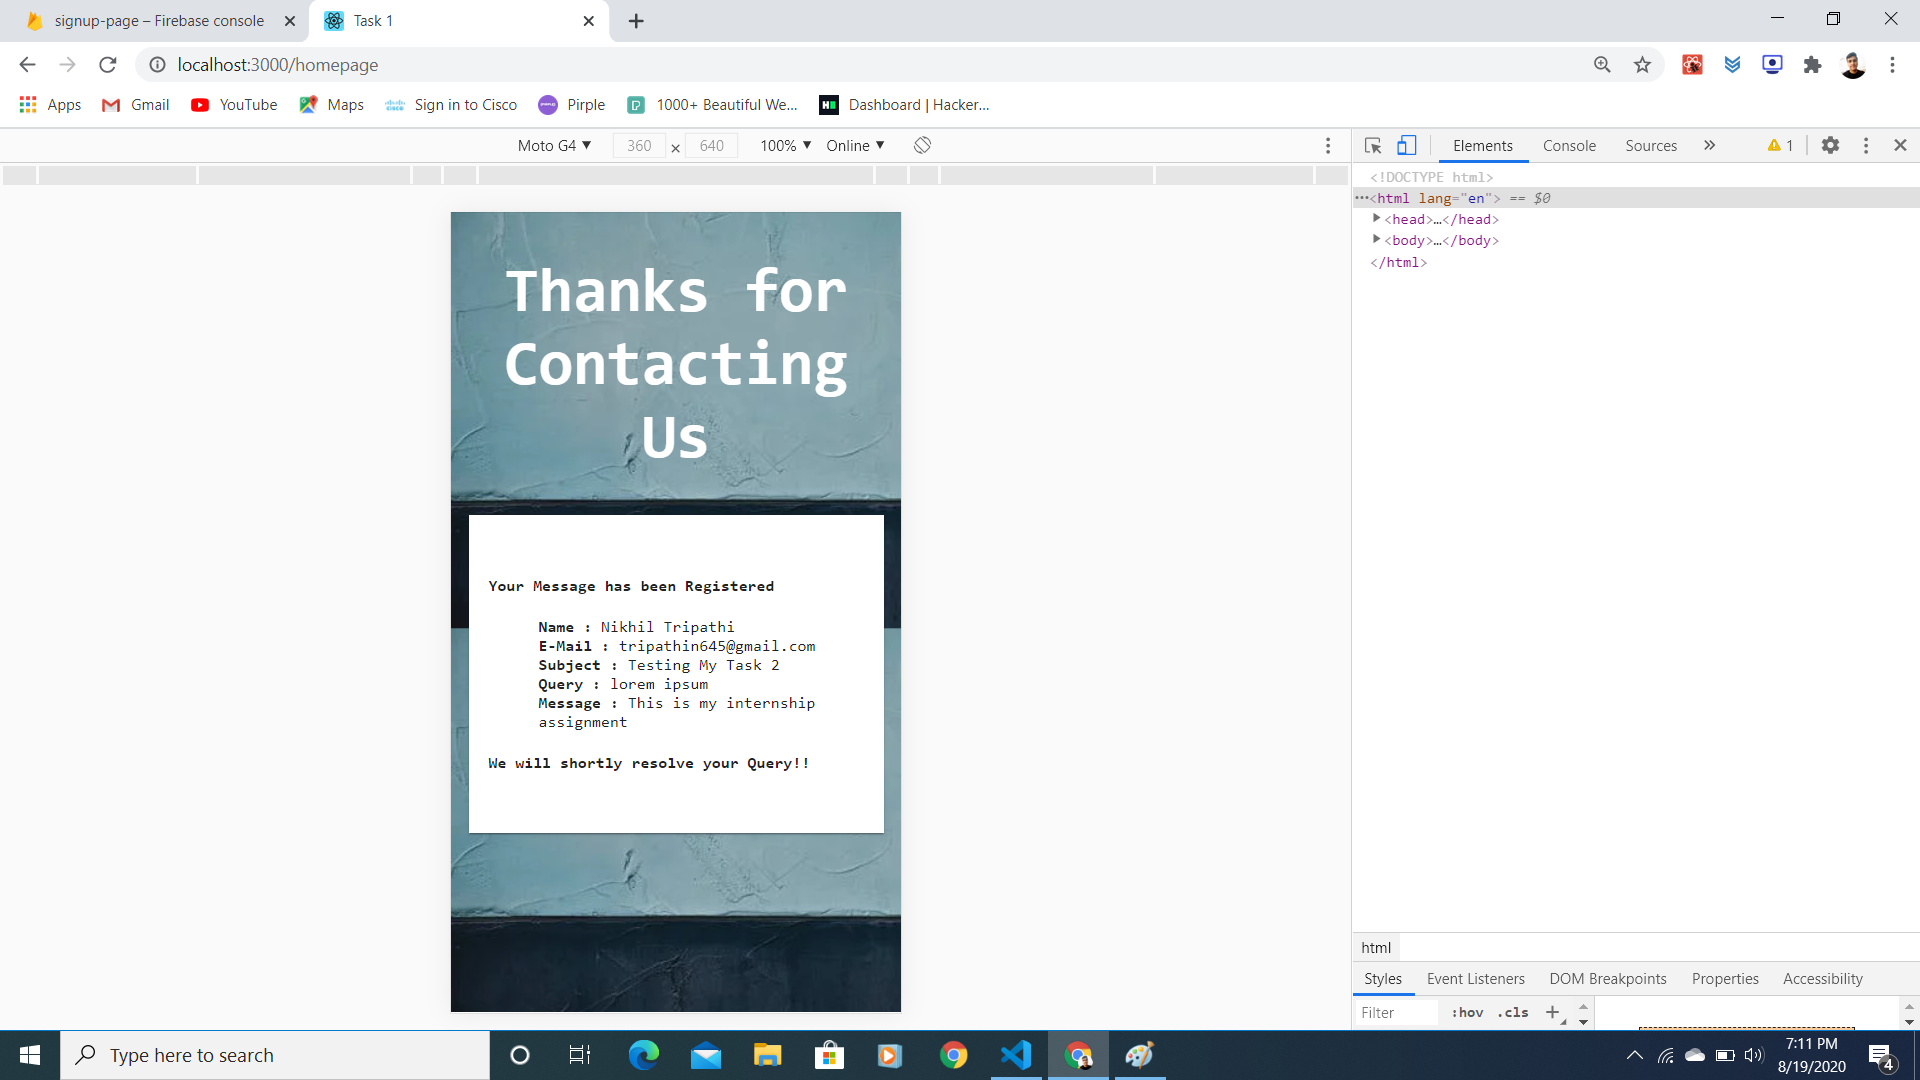 signup-page – Firebase console
Task 1
localhost:3000/homepage
Apps
Gmail
YouTube
Maps
Sign in to Cisco
Pirple
1000+ Beautiful We...
Dashboard | Hacker...
Moto G4 ▼ 360 × 640 100% ▼ Online ▼
Elements Console Sources » 1
<!DOCTYPE html>
···<html lang="en"> == $0
<head>…</head>
<body>…</body>
</html>
Thanks for
Contacting
Us
Your Message has been Registered
Name : Nikhil Tripathi
E-Mail : tripathin645@gmail.com
Subject : Testing My Task 2
Query : lorem ipsum
Message : This is my internship
assignment
We will shortly resolve your Query!!
html
Styles Event Listeners DOM Breakpoints Properties Accessibility
Filter :hov .cls +
Type here to search
7:11 PM
8/19/2020
4